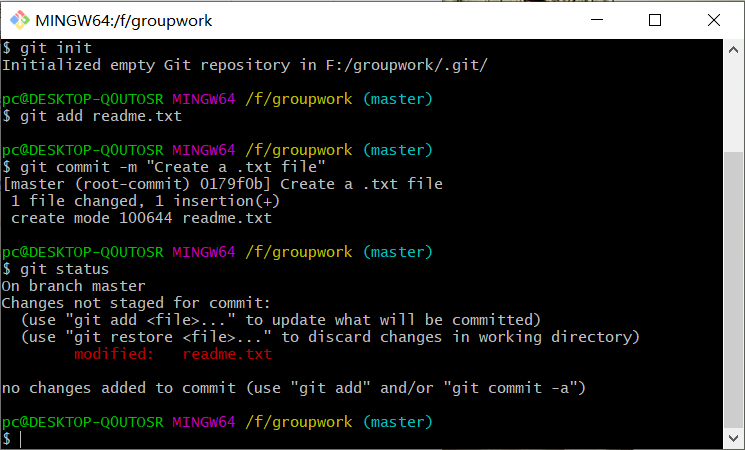 MINGW64:/f/groupwork
$ git init
Initialized empty Git repository in F:/groupwork/.git/
pc@DESKTOP-Q0UTOSR MINGW64 /f/groupwork (master)
$ git add readme.txt
pc@DESKTOP-Q0UTOSR MINGW64 /f/groupwork (master)
$ git commit -m "Create a .txt file"
[master (root-commit) 0179f0b] Create a .txt file
 1 file changed, 1 insertion(+)
 create mode 100644 readme.txt
pc@DESKTOP-Q0UTOSR MINGW64 /f/groupwork (master)
$ git status
On branch master
Changes not staged for commit:
  (use "git add <file>..." to update what will be committed)
  (use "git restore <file>..." to discard changes in working directory)
        modified:   readme.txt
no changes added to commit (use "git add" and/or "git commit -a")
pc@DESKTOP-Q0UTOSR MINGW64 /f/groupwork (master)
$